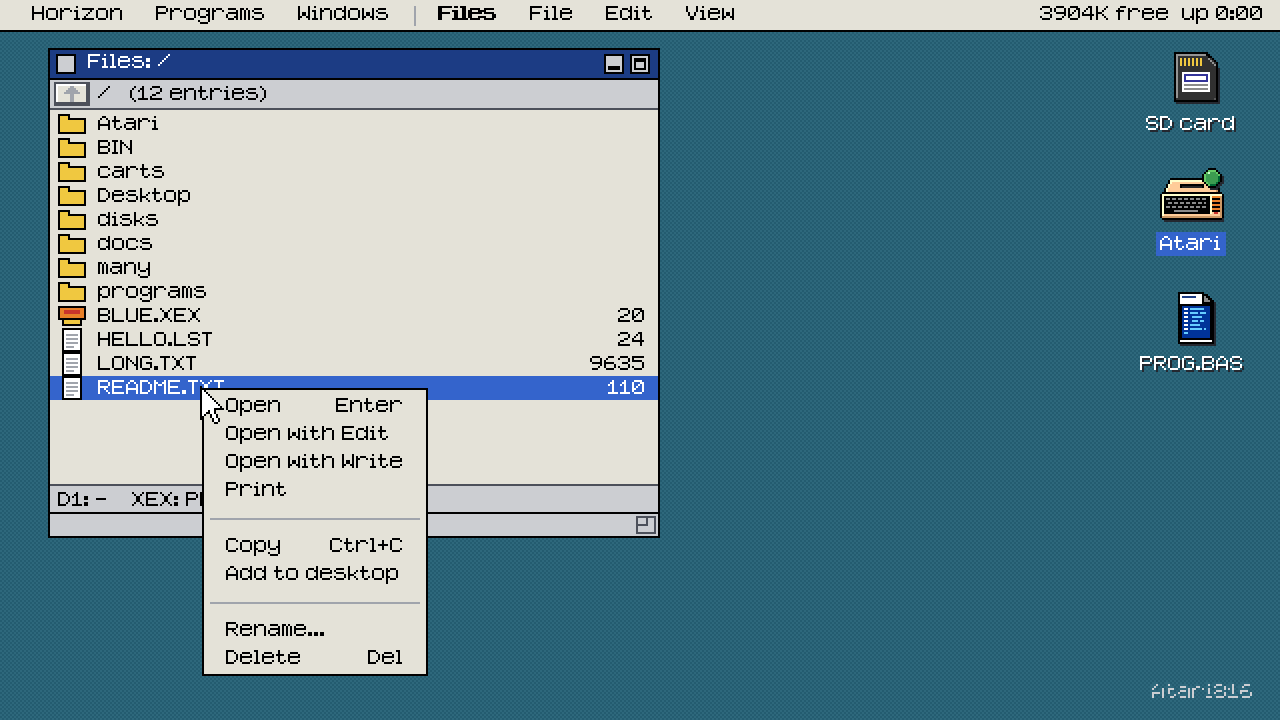 Horizon Programs Windows | Files File Edit View 3904K free up 0:00
Files: /
/ (12 entries)
Atari
BIN
carts
Desktop
disks
docs
many
programs
BLUE.XEX 20
HELLO.LST 24
LONG.TXT 9635
README.TXT 110
Open Enter
Open with Edit
Open with Write
Print
Copy Ctrl+C
Add to desktop
Rename...
Delete Del
D1: - XEX:
SD card
Atari
PROG.BAS
Atari816